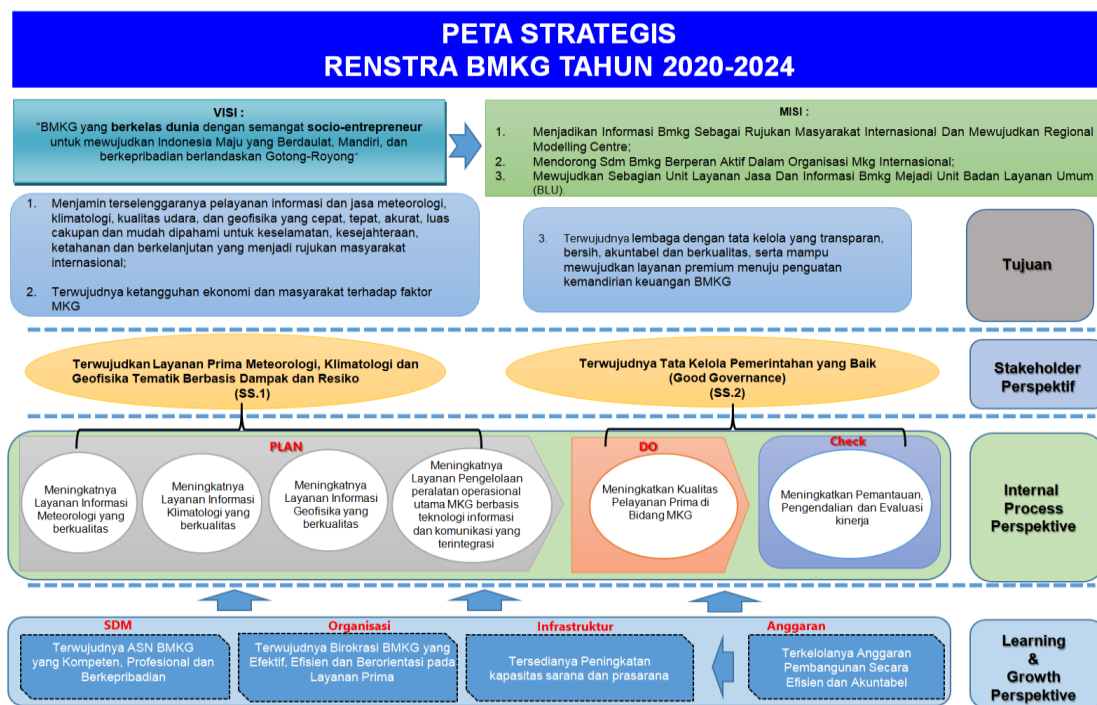 PETA STRATEGIS
RENSTRA BMKG TAHUN 2020-2024
VISI :
"BMKG yang berkelas dunia dengan semangat socio-entrepreneur
untuk mewujudkan Indonesia Maju yang Berdaulat, Mandiri, dan
berkepribadian berlandaskan Gotong-Royong"
MISI :
1. Menjadikan Informasi Bmkg Sebagai Rujukan Masyarakat Internasional Dan Mewujudkan Regional
Modelling Centre;
2. Mendorong Sdm Bmkg Berperan Aktif Dalam Organisasi Mkg Internasional;
3. Mewujudkan Sebagian Unit Layanan Jasa Dan Informasi Bmkg Mejadi Unit Badan Layanan Umum
(BLU).
1. Menjamin terselenggaranya pelayanan informasi dan jasa meteorologi,
klimatologi, kualitas udara, dan geofisika yang cepat, tepat, akurat, luas
cakupan dan mudah dipahami untuk keselamatan, kesejahteraan,
ketahanan dan berkelanjutan yang menjadi rujukan masyarakat
internasional;
2. Terwujudnya ketangguhan ekonomi dan masyarakat terhadap faktor
MKG
3. Terwujudnya lembaga dengan tata kelola yang transparan,
bersih, akuntabel dan berkualitas, serta mampu
mewujudkan layanan premium menuju penguatan
kemandirian keuangan BMKG
Tujuan
Terwujudkan Layanan Prima Meteorologi, Klimatologi dan
Geofisika Tematik Berbasis Dampak dan Resiko
(SS.1)
Terwujudnya Tata Kelola Pemerintahan yang Baik
(Good Governance)
(SS.2)
Stakeholder
Perspektif
PLAN
Meningkatnya
Layanan Informasi
Meteorologi yang
berkualitas
Meningkatnya
Layanan Informasi
Klimatologi yang
berkualitas
Meningkatnya
Layanan Informasi
Geofisika yang
berkualitas
Meningkatnya
Layanan Pengelolaan
peralatan operasional
utama MKG berbasis
teknologi informasi
dan komunikasi yang
terintegrasi
DO
Meningkatkan Kualitas
Pelayanan Prima di
Bidang MKG
Check
Meningkatkan Pemantauan,
Pengendalian dan Evaluasi
kinerja
Internal
Process
Perspektive
SDM
Terwujudnya ASN BMKG
yang Kompeten, Profesional dan
Berkepribadian
Organisasi
Terwujudnya Birokrasi BMKG yang
Efektif, Efisien dan Berorientasi pada
Layanan Prima
Infrastruktur
Tersedianya Peningkatan
kapasitas sarana dan prasarana
Anggaran
Terkelolanya Anggaran
Pembangunan Secara
Efisien dan Akuntabel
Learning
&
Growth
Perspektive